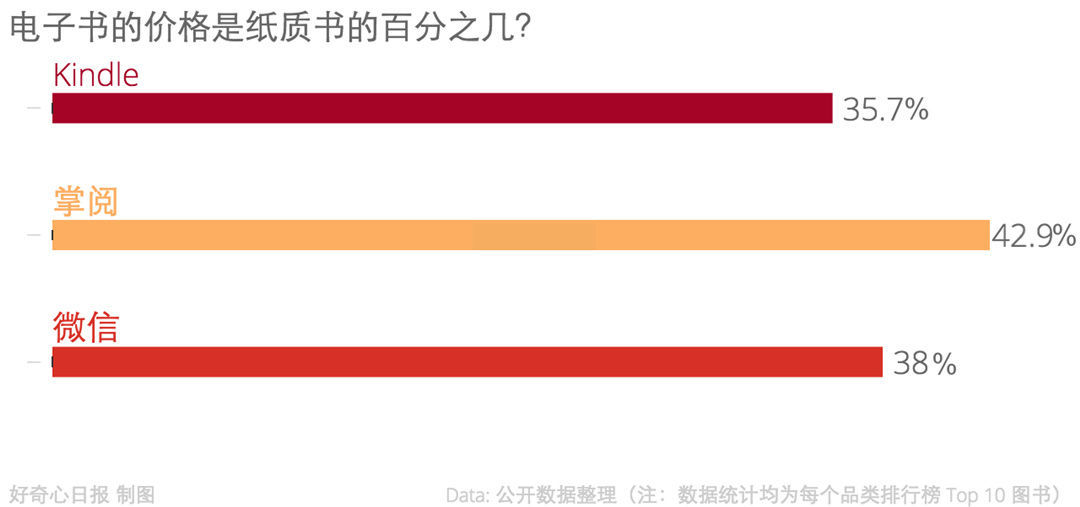 电子书的价格是纸质书的百分之几？
Kindle
35.7%
掌阅
42.9%
微信
38%
好奇心日报 制图
Data: 公开数据整理（注：数据统计均为每个品类排行榜 Top 10 图书）